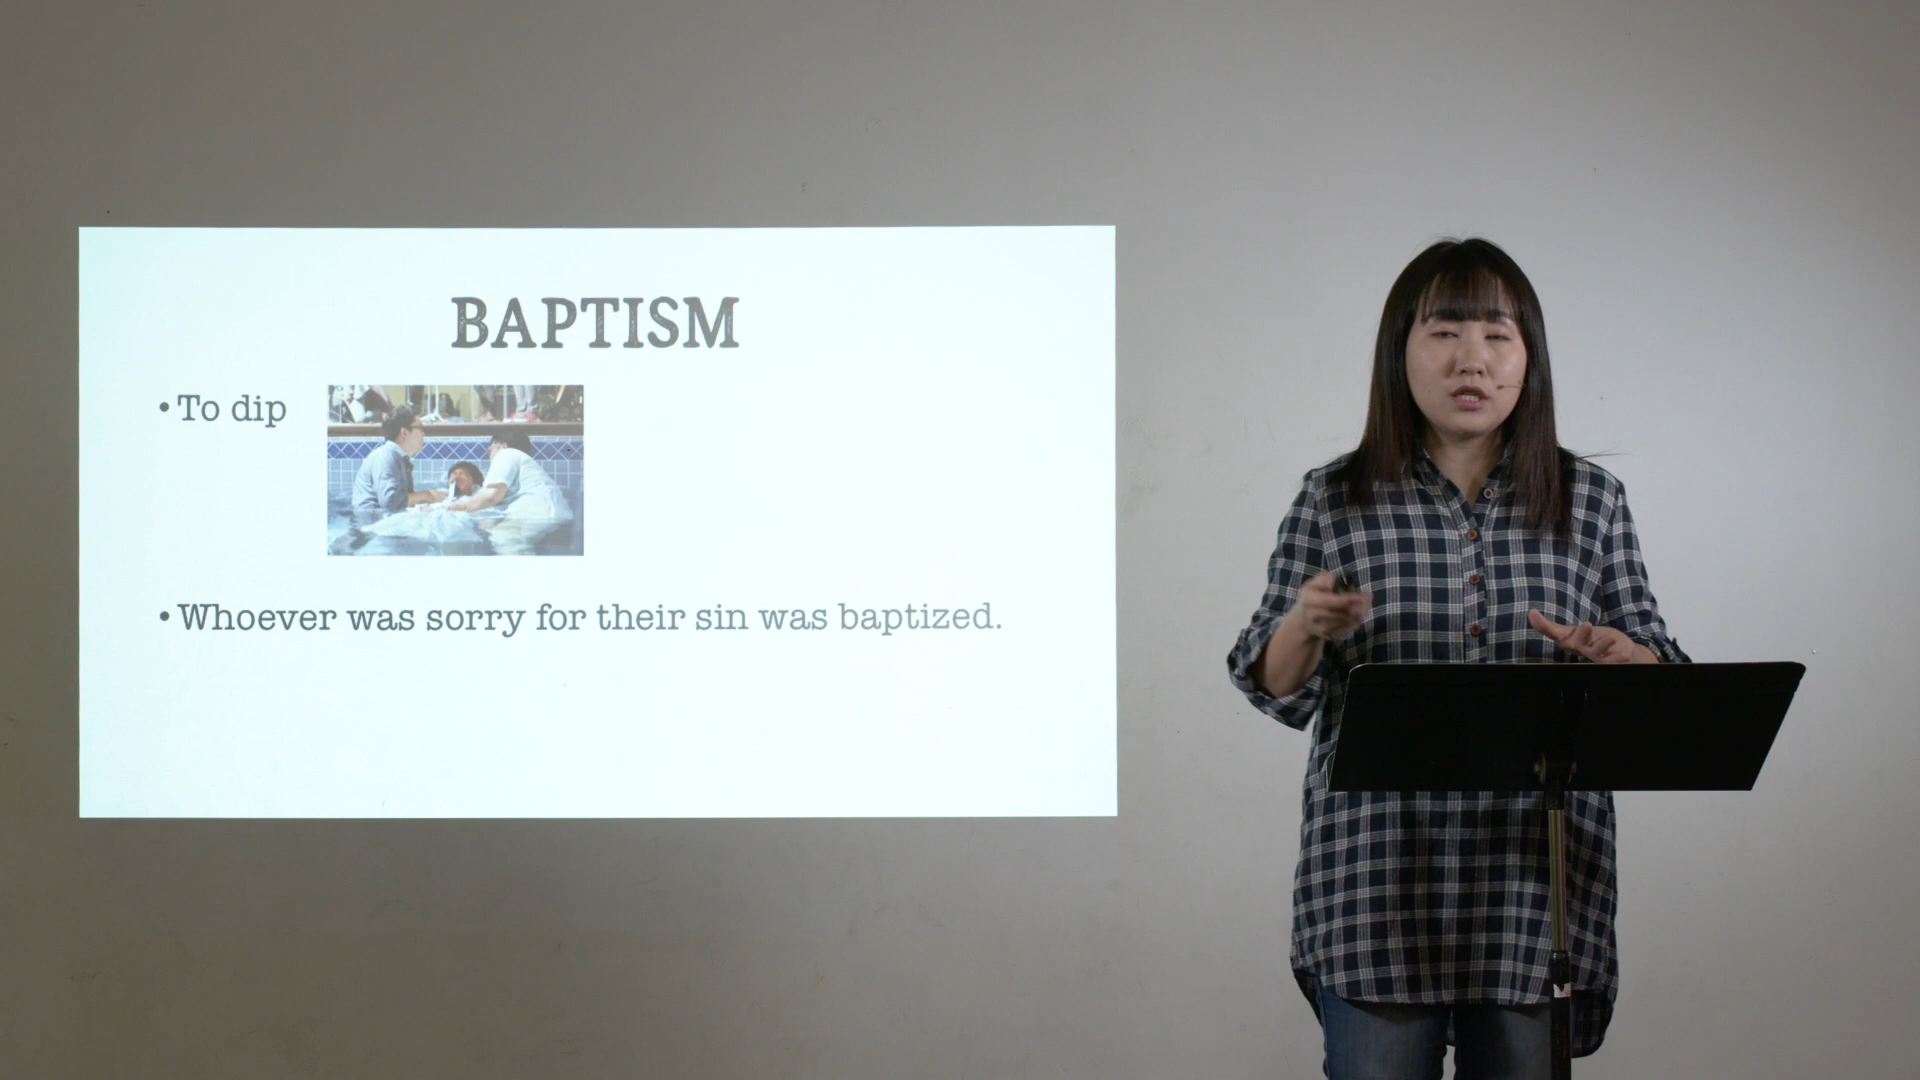 BAPTISM
• To dip
• Whoever was sorry for their sin was baptized.